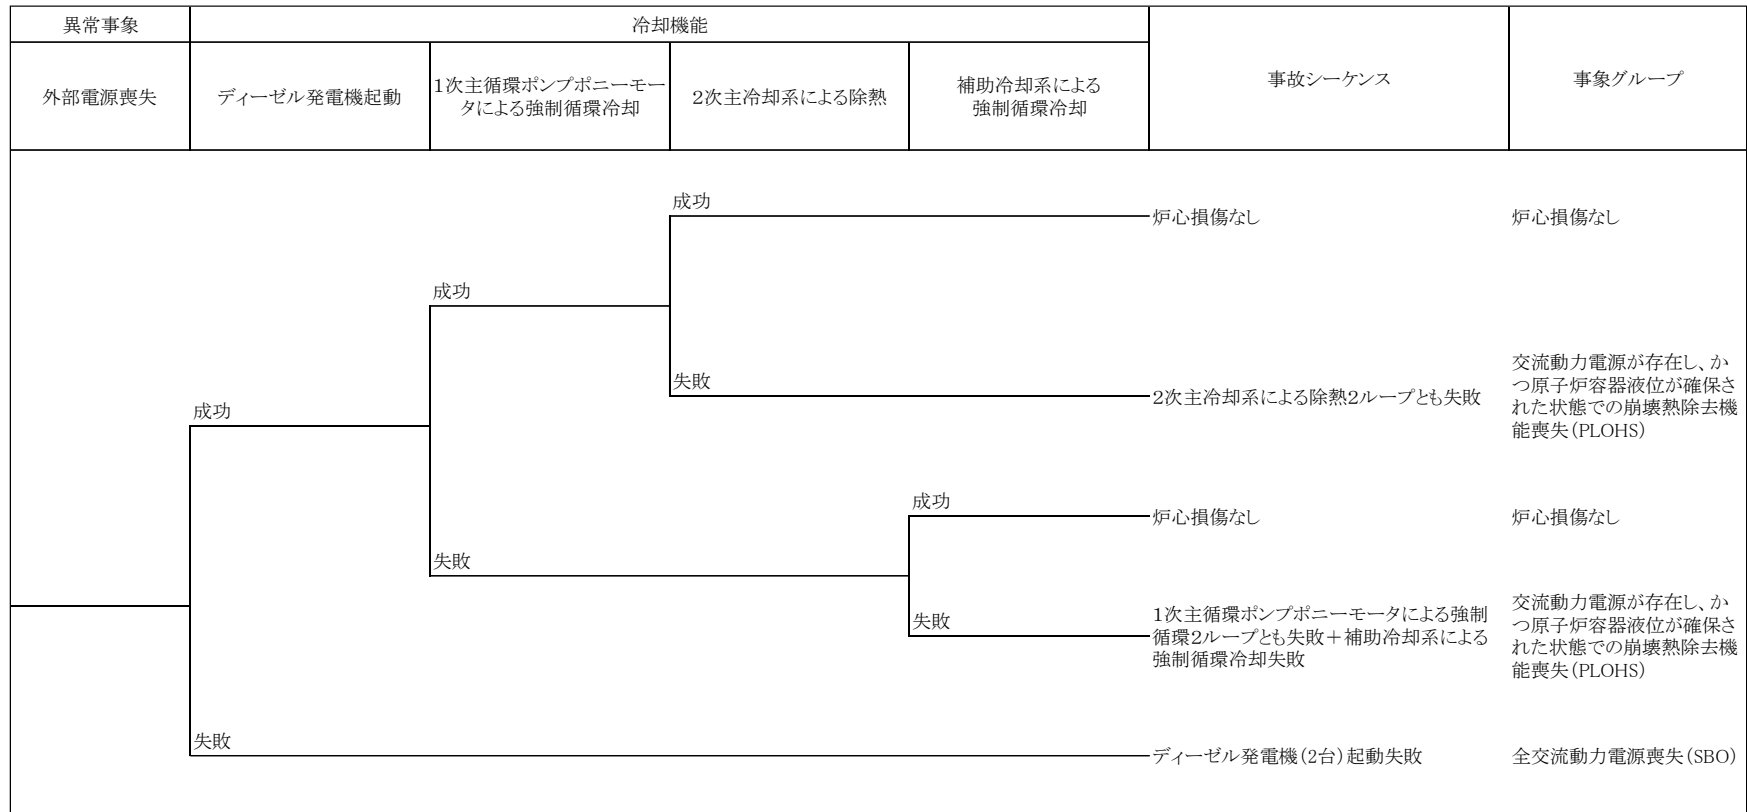 異常事象
冷却機能
外部電源喪失
ディーゼル発電機起動
1次主循環ポンプポニーモー
タによる強制循環冷却
2次主冷却系による除熱
補助冷却系による
強制循環冷却
事故シーケンス
事象グループ
成功
炉心損傷なし
炉心損傷なし
成功
失敗
2次主冷却系による除熱2ループとも失敗
交流動力電源が存在し、か
つ原子炉容器液位が確保さ
れた状態での崩壊熱除去機
能喪失(PLOHS)
成功
成功
炉心損傷なし
炉心損傷なし
失敗
失敗
1次主循環ポンプポニーモータによる強制
循環2ループとも失敗+補助冷却系による
強制循環冷却失敗
交流動力電源が存在し、か
つ原子炉容器液位が確保さ
れた状態での崩壊熱除去機
能喪失(PLOHS)
失敗
ディーゼル発電機(2台)起動失敗
全交流動力電源喪失(SBO)